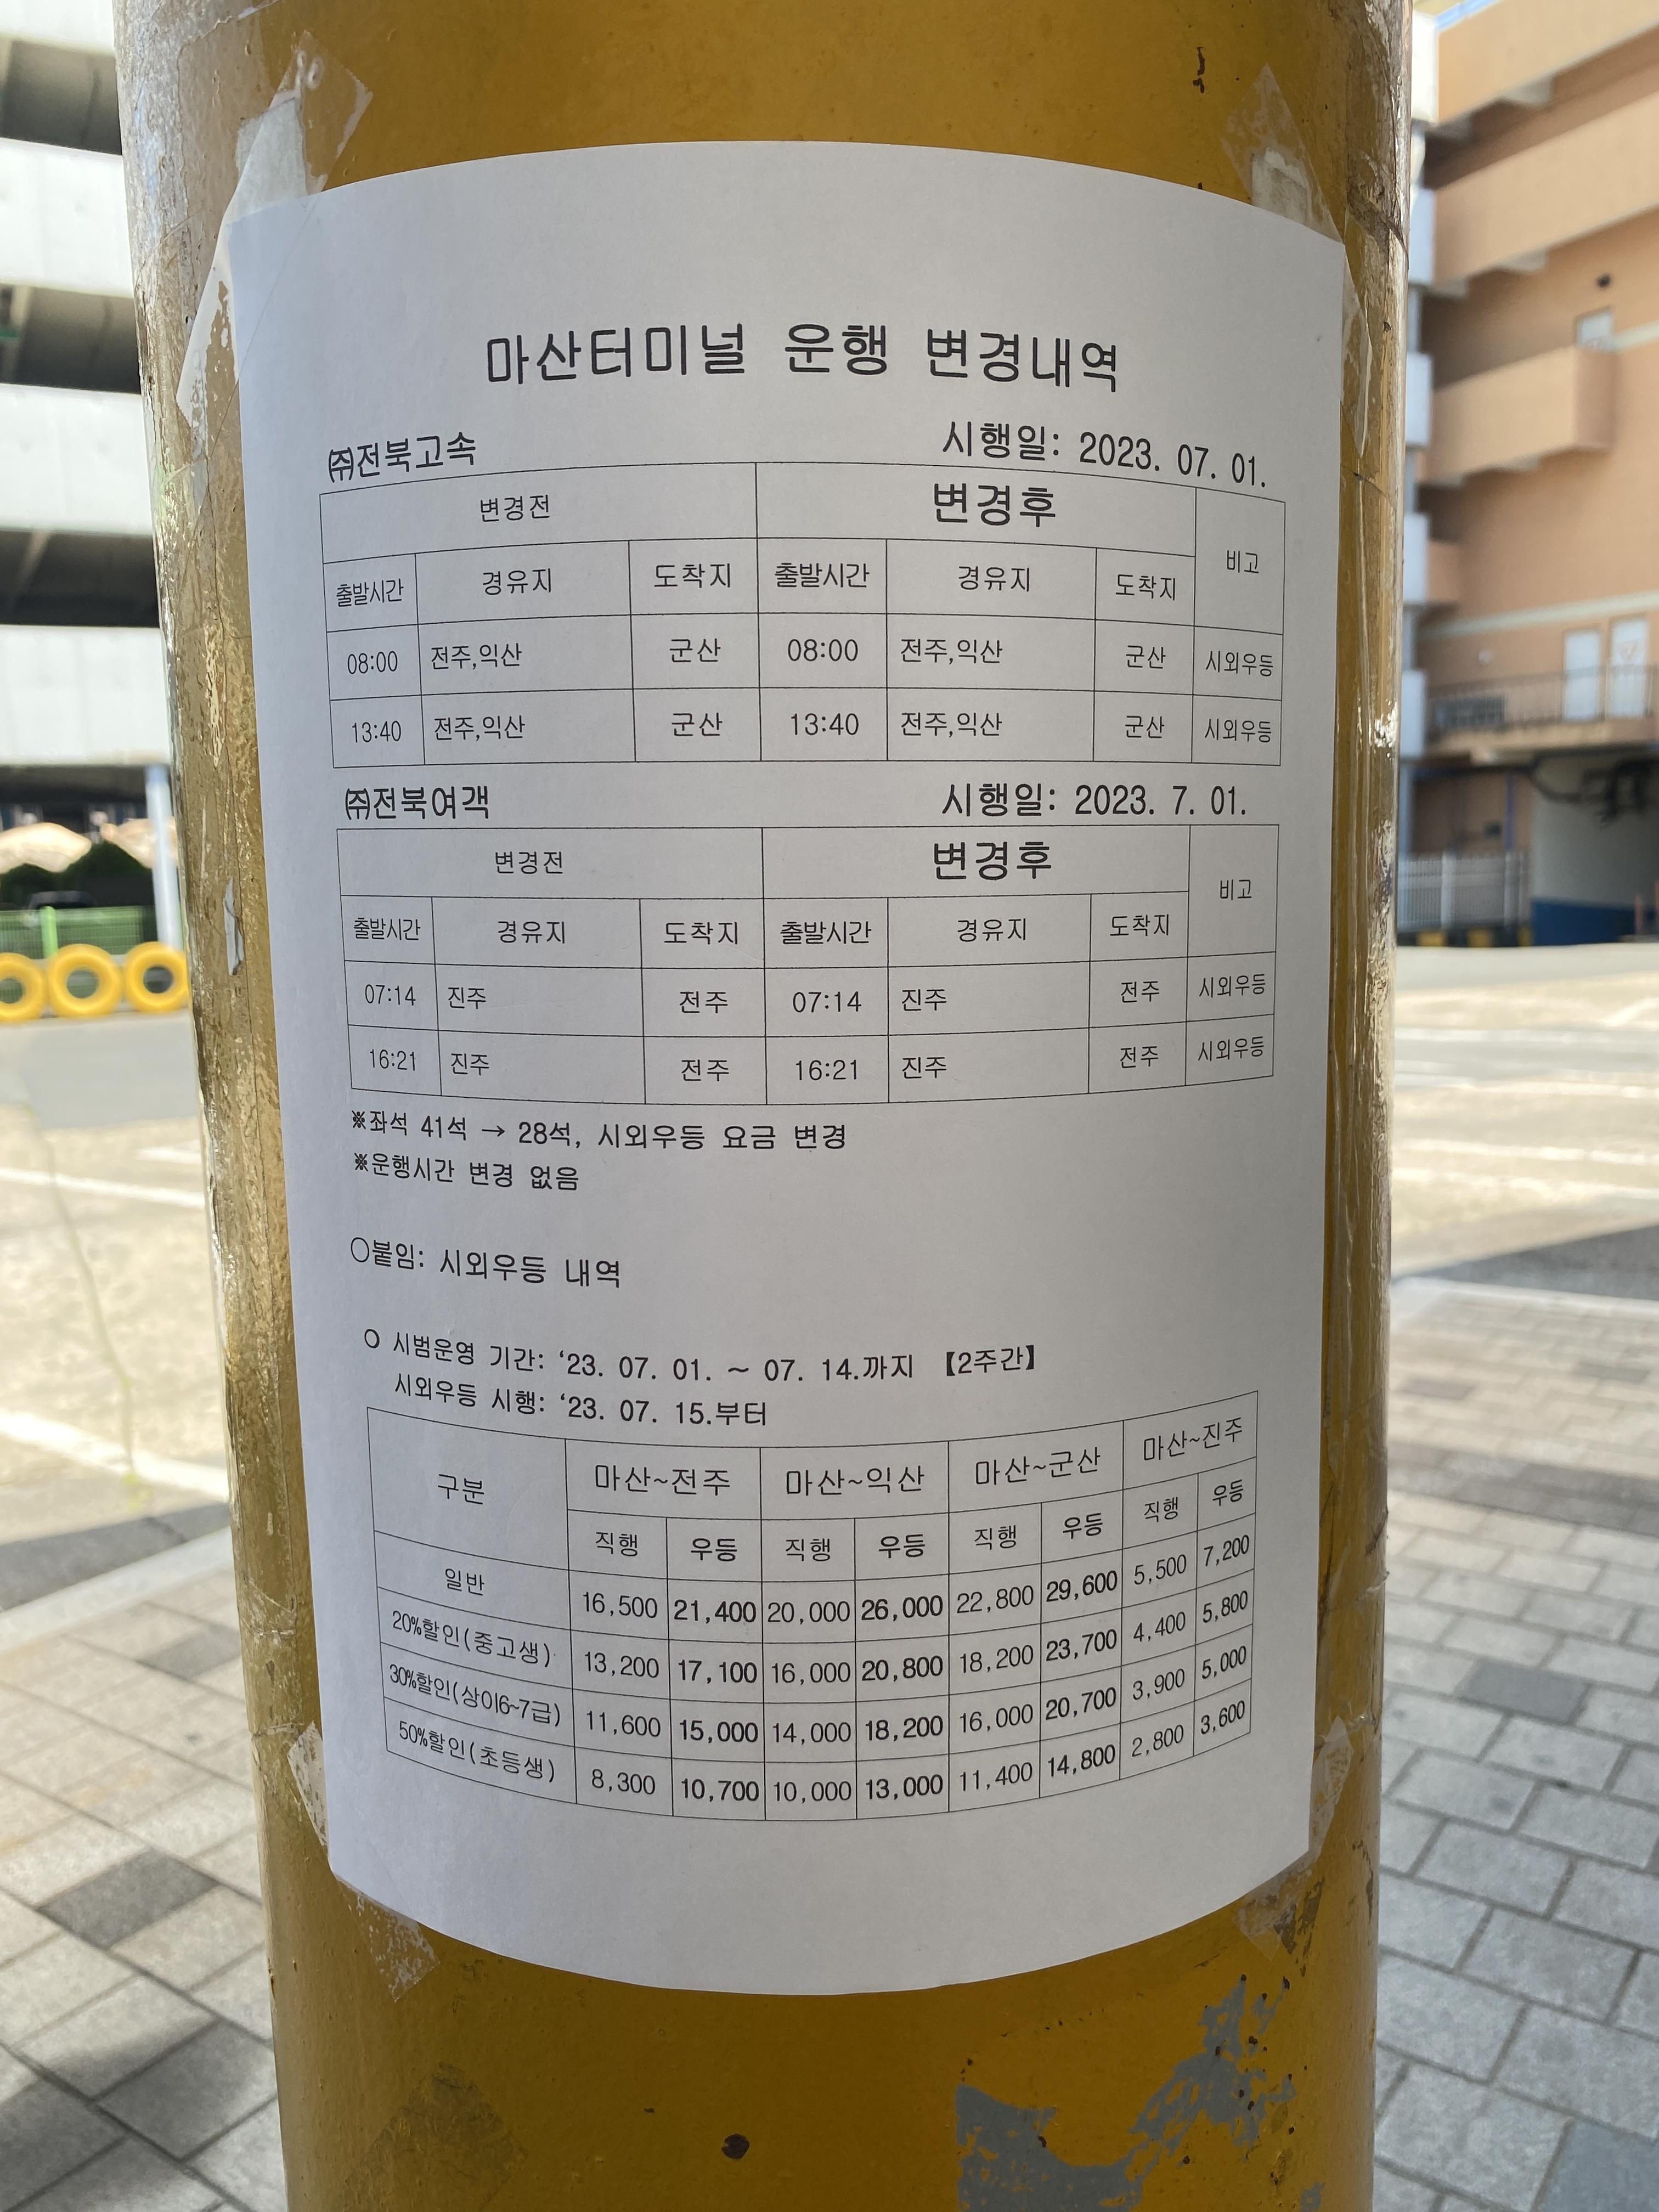 마산터미널 운행 변경내역
㈜전북고속 시행일: 2023. 07. 01.
변경전 변경후 비고
출발시간 경유지 도착지 출발시간 경유지 도착지
08:00 전주,익산 군산 08:00 전주,익산 군산 시외우등
13:40 전주,익산 군산 13:40 전주,익산 군산 시외우등
㈜전북여객 시행일: 2023. 7. 01.
변경전 변경후 비고
출발시간 경유지 도착지 출발시간 경유지 도착지
07:14 진주 전주 07:14 진주 전주 시외우등
16:21 진주 전주 16:21 진주 전주 시외우등
※좌석 41석 → 28석, 시외우등 요금 변경
※운행시간 변경 없음
○붙임: 시외우등 내역
○ 시범운영 기간: ‘23. 07. 01. ~ 07. 14.까지 【2주간】
시외우등 시행: ‘23. 07. 15.부터
구분 마산~전주 마산~익산 마산~군산 마산~진주
직행 우등 직행 우등 직행 우등 직행 우등
일반 16,500 21,400 20,000 26,000 22,800 29,600 5,500 7,200
20%할인(중고생) 13,200 17,100 16,000 20,800 18,200 23,700 4,400 5,800
30%할인(상이6~7급) 11,600 15,000 14,000 18,200 16,000 20,700 3,900 5,000
50%할인(초등생) 8,300 10,700 10,000 13,000 11,400 14,800 2,800 3,600